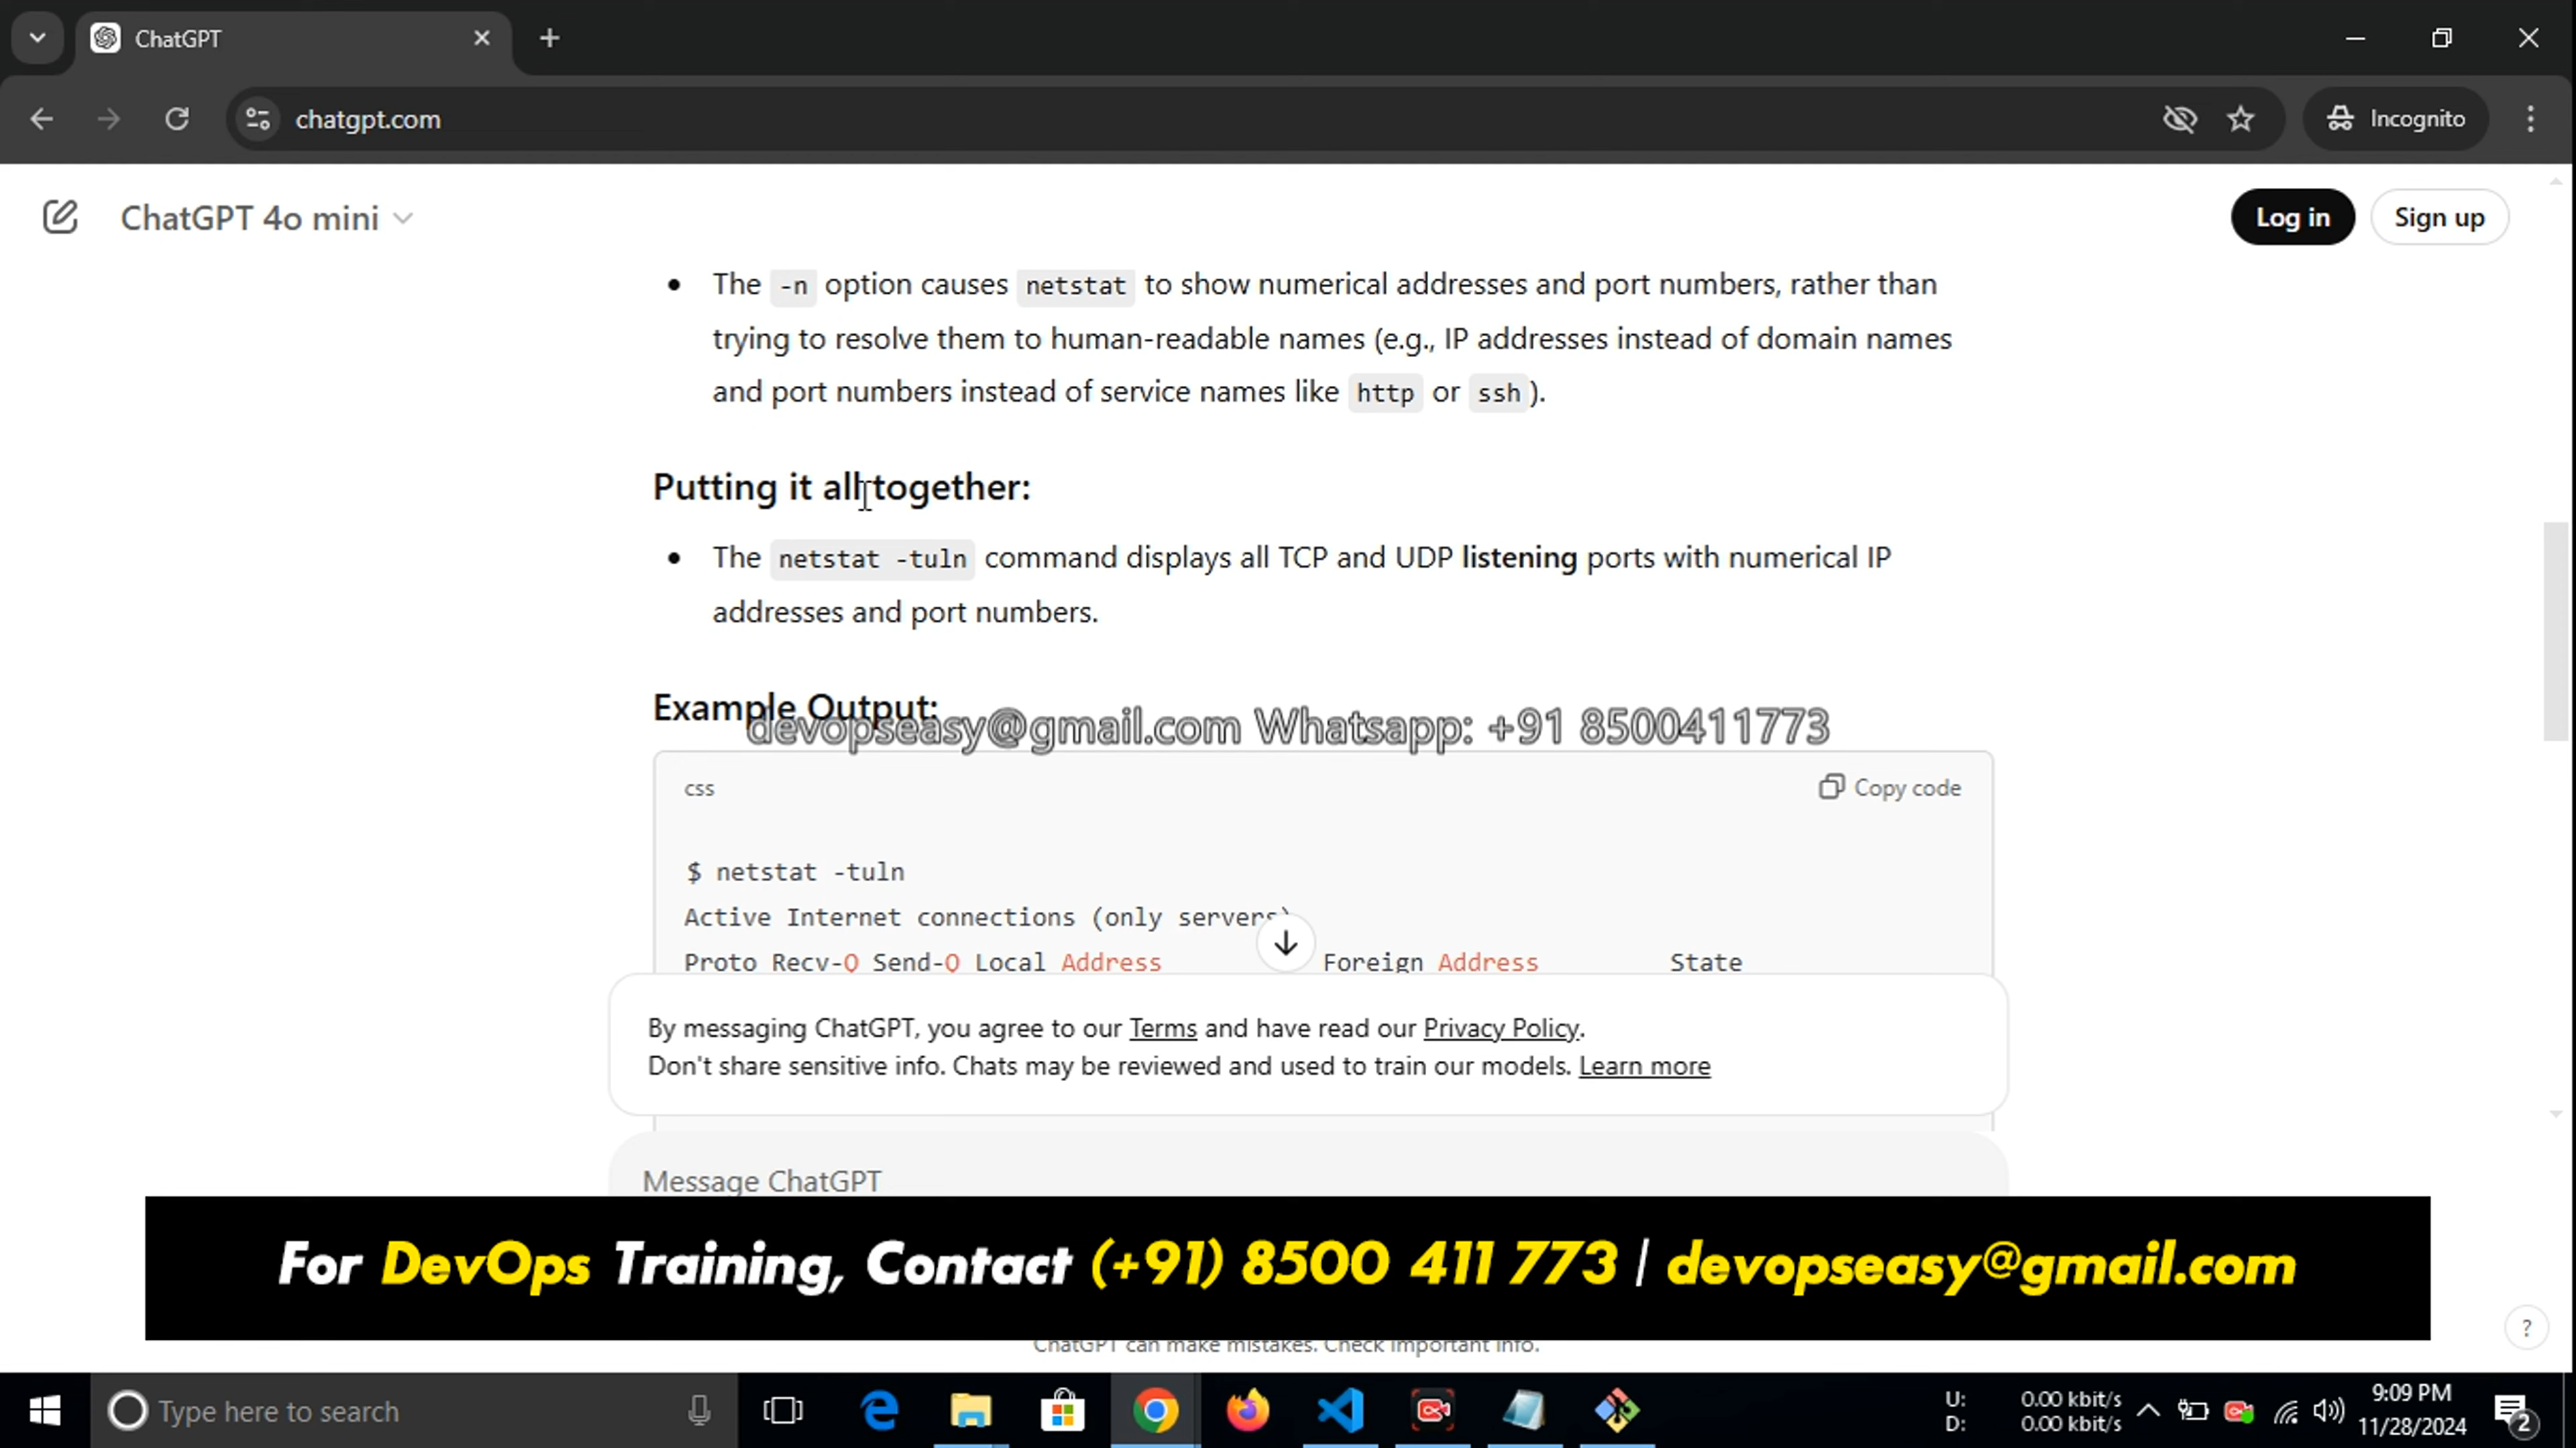 ChatGPT
chatgpt.com
Incognito
ChatGPT 4o mini
Log in
Sign up
The -n option causes netstat to show numerical addresses and port numbers, rather than
trying to resolve them to human-readable names (e.g., IP addresses instead of domain names
and port numbers instead of service names like http or ssh).
Putting it all together:
The netstat -tuln command displays all TCP and UDP listening ports with numerical IP
addresses and port numbers.
Example Output:
devopseasy@gmail.com Whatsapp: +91 8500411773
css
Copy code
$ netstat -tuln
Active Internet connections (only servers)
Proto Recv-Q Send-Q Local Address Foreign Address State
By messaging ChatGPT, you agree to our Terms and have read our Privacy Policy.
Don't share sensitive info. Chats may be reviewed and used to train our models. Learn more
Message ChatGPT
For DevOps Training, Contact (+91) 8500 411 773 | devopseasy@gmail.com
ChatGPT can make mistakes. Check important info.
?
Type here to search
U: 0.00 kbit/s
D: 0.00 kbit/s
9:09 PM
11/28/2024
2